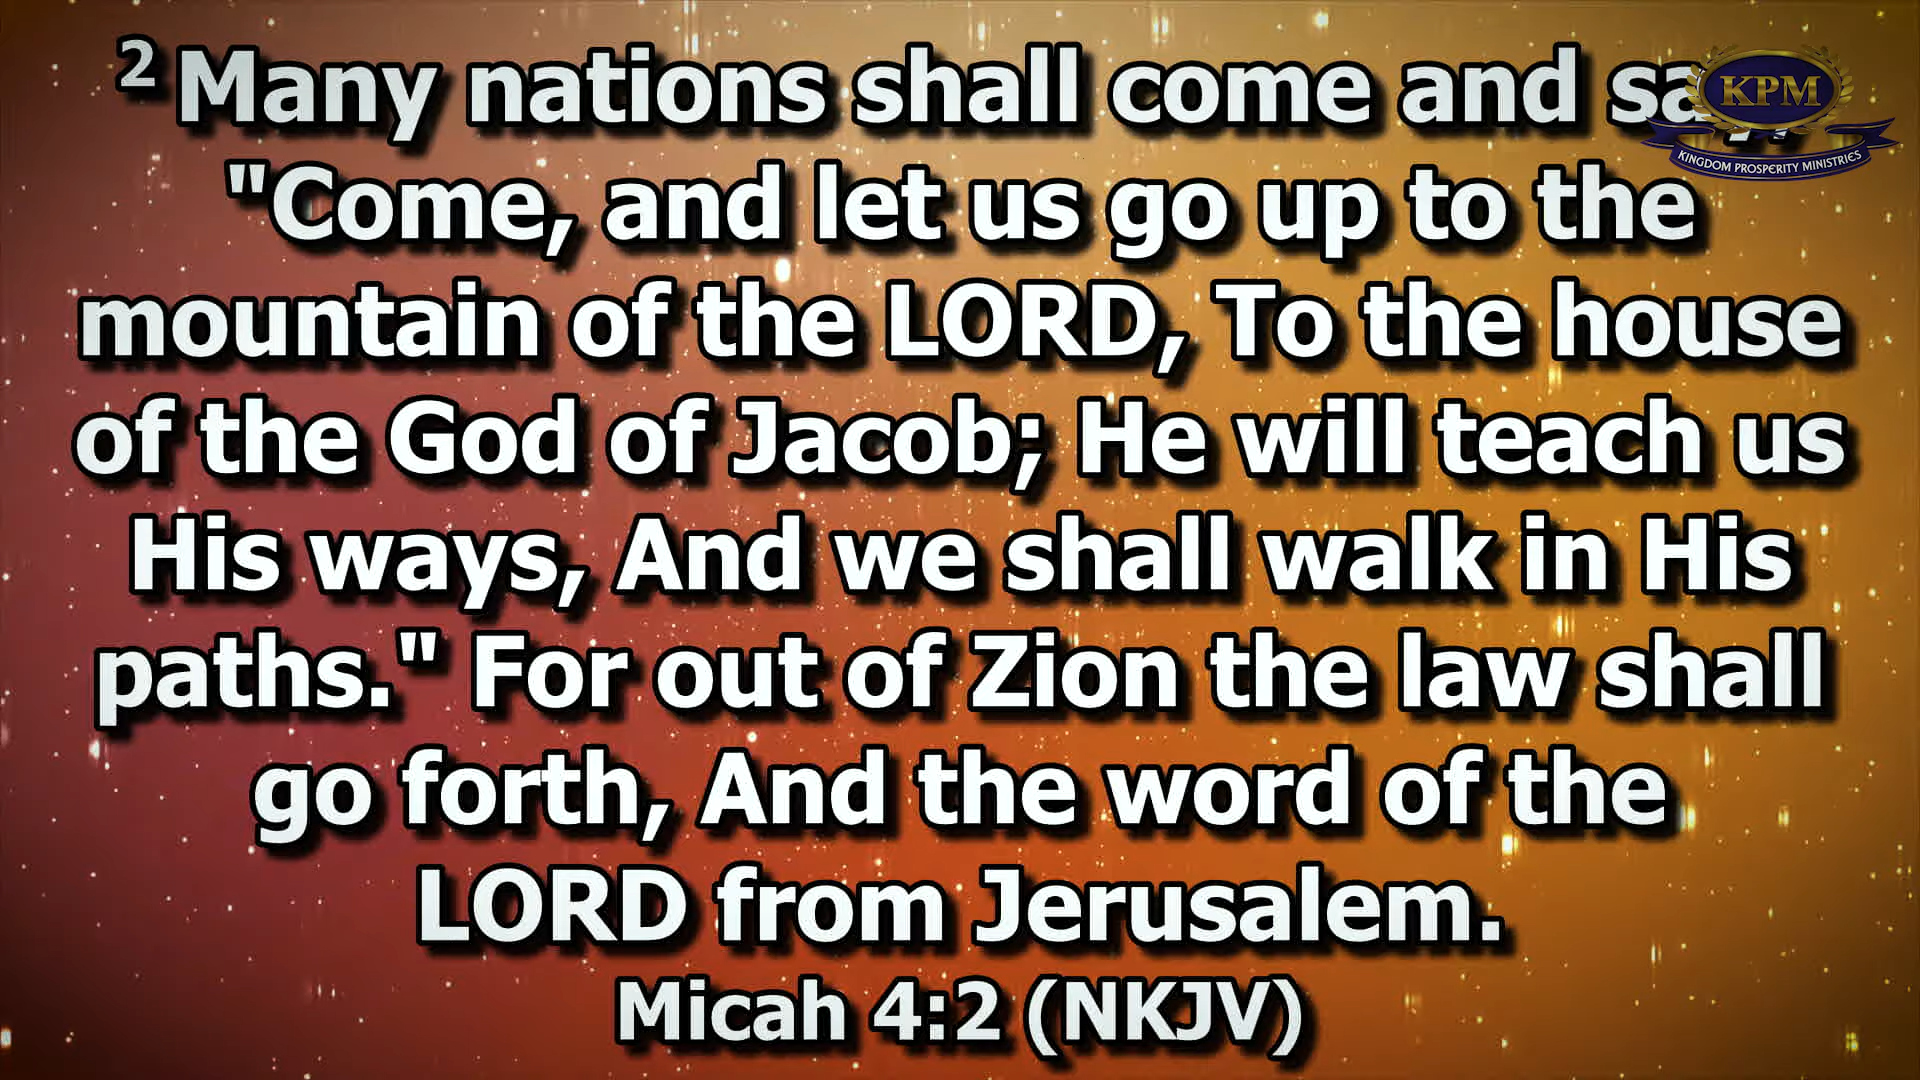 2 Many nations shall come and say,
"Come, and let us go up to the
mountain of the LORD, To the house
of the God of Jacob; He will teach us
His ways, And we shall walk in His
paths." For out of Zion the law shall
go forth, And the word of the
LORD from Jerusalem.
Micah 4:2 (NKJV)
KPM
KINGDOM PROSPERITY MINISTRIES